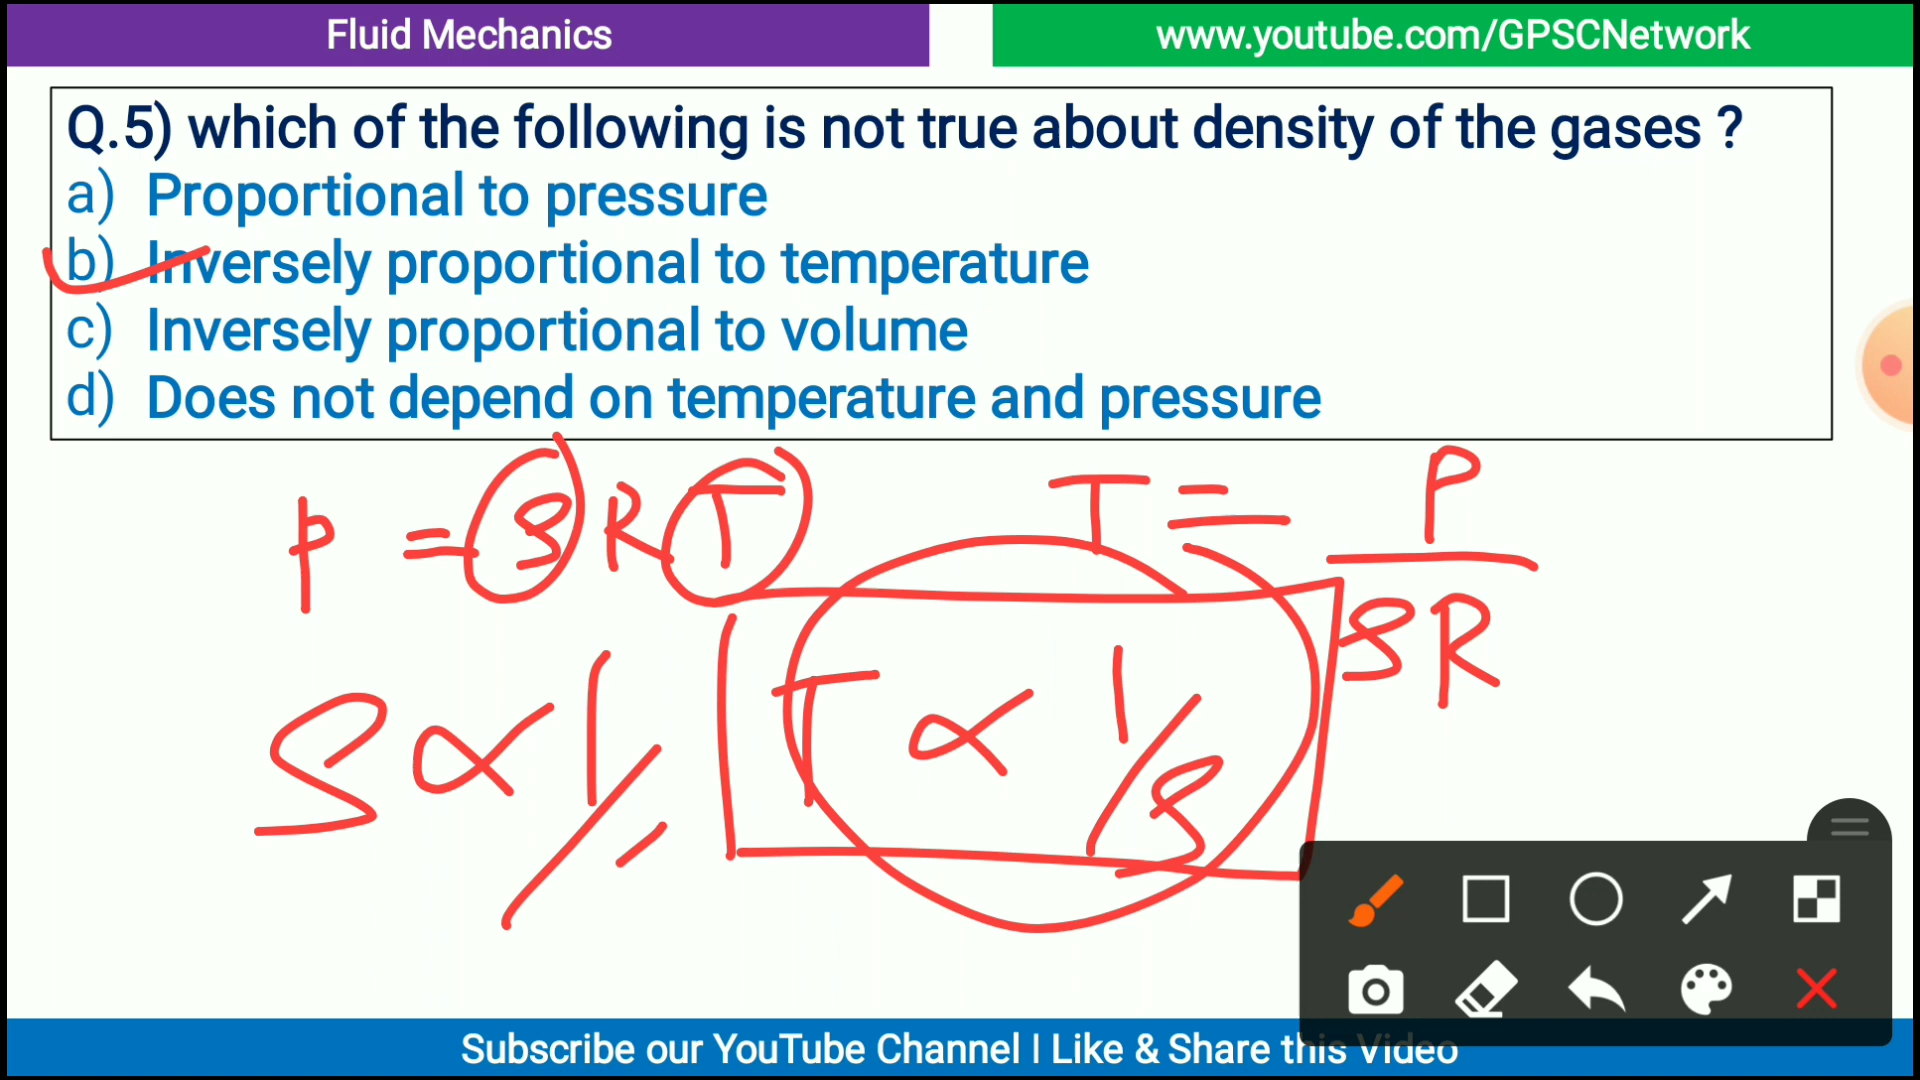 Fluid Mechanics
www.youtube.com/GPSCNetwork
Q.5) which of the following is not true about density of the gases ?
a) Proportional to pressure
b) Inversely proportional to temperature
c) Inversely proportional to volume
d) Does not depend on temperature and pressure
P = ρRT
T = P/ρR
ρ ∝ 1/
T ∝ 1/ρ
Subscribe our YouTube Channel | Like & Share this Video